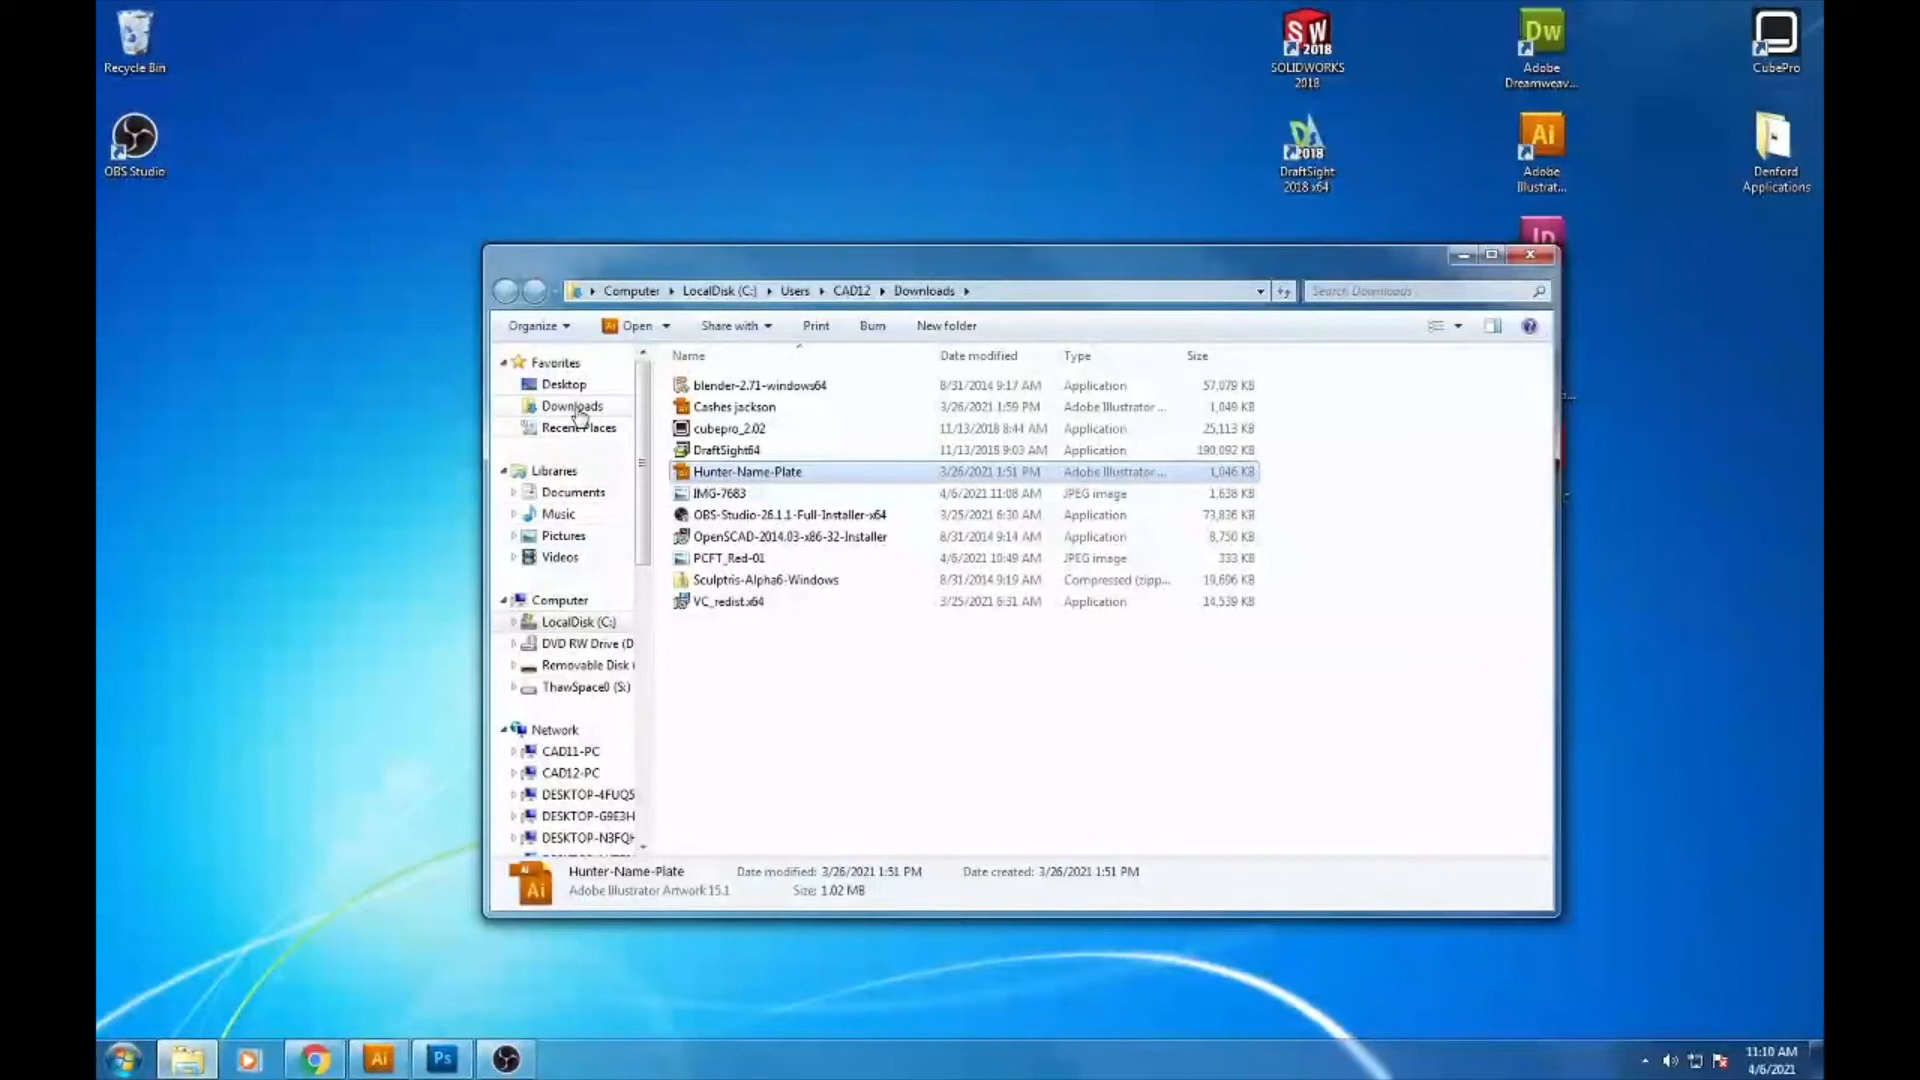 Recycle Bin
OBS Studio
SW
2018
SOLIDWORKS
2018
2018
DraftSight
2018 x64
Dw
Adobe
Dreamweav...
Ai
Adobe
Illustrat...
CubePro
Denford
Applications
Computer LocalDisk (C:) Users CAD12 Downloads
Search Downloads
Organize Open Share with Print Burn New folder
Name Date modified Type Size
Favorites
Desktop
Downloads
Recent Places
Libraries
Documents
Music
Pictures
Videos
Computer
LocalDisk (C:)
DVD RW Drive (D
Removable Disk (
ThawSpace0 (S:)
Network
CAD11-PC
CAD12-PC
DESKTOP-4FUQ5
DESKTOP-G9E3H
DESKTOP-N3FQH
blender-2.71-windows64 8/31/2014 9:17 AM Application 57,079 KB
Cashes jackson 3/26/2021 1:59 PM Adobe Illustrator ... 1,049 KB
cubepro_2.02 11/13/2018 8:44 AM Application 25,113 KB
DraftSight64 11/13/2018 9:03 AM Application 190,092 KB
Hunter-Name-Plate 3/26/2021 1:51 PM Adobe Illustrator ... 1,046 KB
IMG-7683 4/6/2021 11:08 AM JPEG image 1,638 KB
OBS-Studio-26.1.1-Full-Installer-x64 3/25/2021 6:30 AM Application 73,836 KB
OpenSCAD-2014.03-x86-32-Installer 8/31/2014 9:14 AM Application 8,750 KB
PCFT_Red-01 4/6/2021 10:49 AM JPEG image 333 KB
Sculptris-Alpha6-Windows 8/31/2014 9:19 AM Compressed (zipp... 19,696 KB
VC_redist.x64 3/25/2021 6:31 AM Application 14,539 KB
Ai
Hunter-Name-Plate Date modified: 3/26/2021 1:51 PM Date created: 3/26/2021 1:51 PM
Adobe Illustrator Artwork 15.1 Size: 1.02 MB
Ai Ps
11:10 AM
4/6/2021